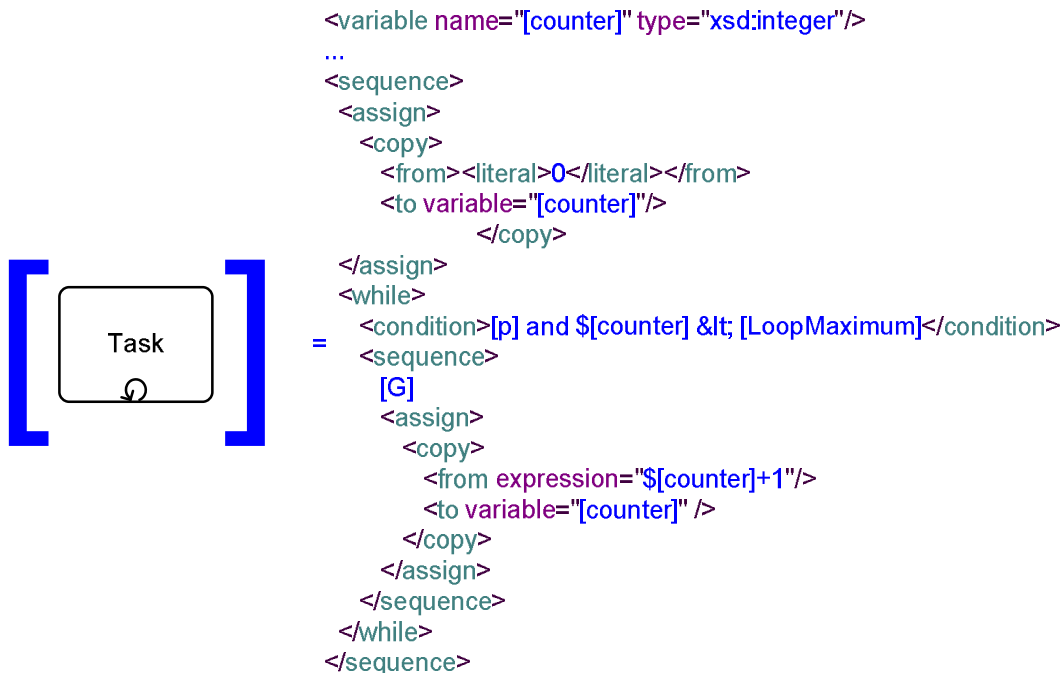 <variable name="[counter]" type="xsd:integer"/>
...
<sequence>
<assign>
<copy>
<from><literal>0</literal></from>
<to variable="[counter]"/>
</copy>
</assign>
<while>
<condition>[p] and $[counter] &lt; [LoopMaximum]</condition>
[ Task ] =
<sequence>
[G]
<assign>
<copy>
<from expression="$[counter]+1"/>
<to variable="[counter]" />
</copy>
</assign>
</sequence>
</while>
</sequence>